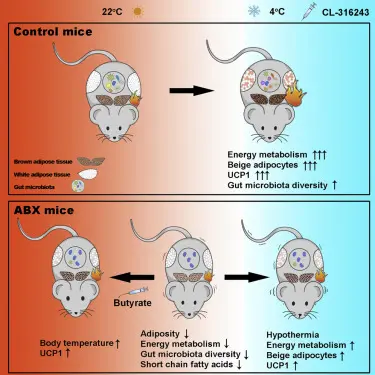 22°C 4°C CL-316243
Control mice
Brown adipose tissue
White adipose tissue
Gut microbiota
Energy metabolism ↑↑↑
Beige adipocytes ↑↑↑
UCP1 ↑↑↑
Gut microbiota diversity ↑
ABX mice
Butyrate
Body temperature ↑
UCP1 ↑
Adiposity ↓
Energy metabolism ↓
Gut microbiota diversity ↓
Short chain fatty acids ↓
Hypothermia
Energy metabolism ↑
Beige adipocytes ↑
UCP1 ↑